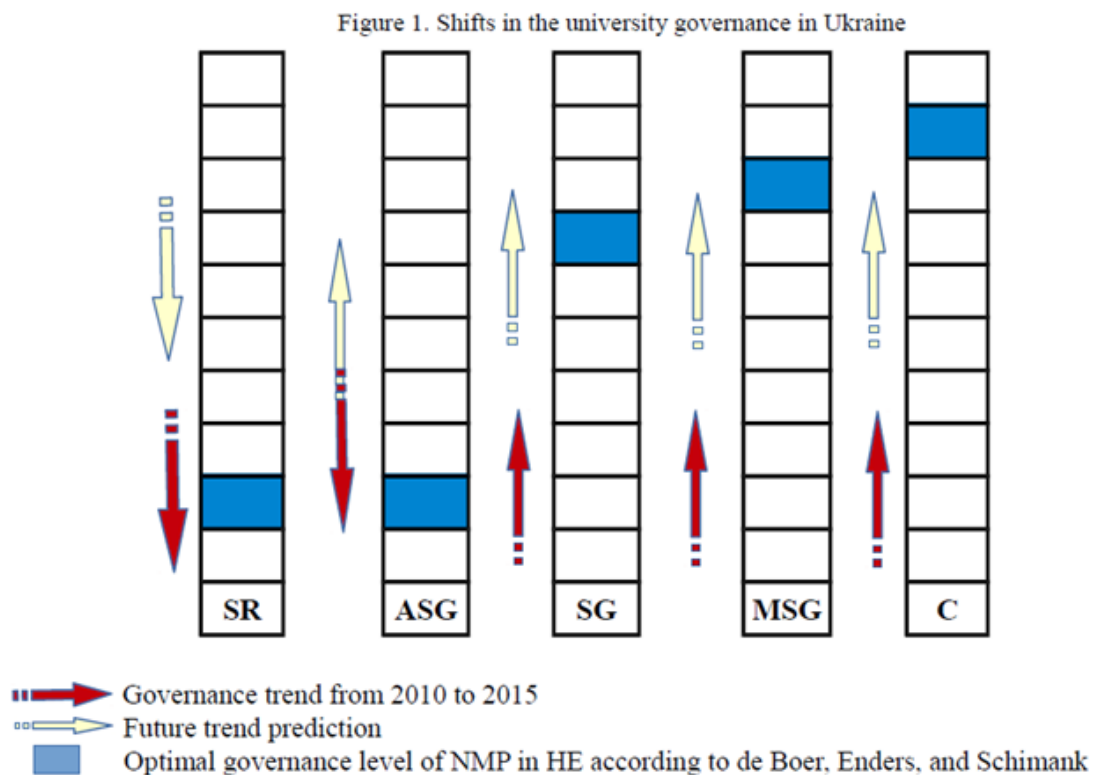 Figure 1. Shifts in the university governance in Ukraine
SR ASG SG MSG C
Governance trend from 2010 to 2015
Future trend prediction
Optimal governance level of NMP in HE according to de Boer, Enders, and Schimank